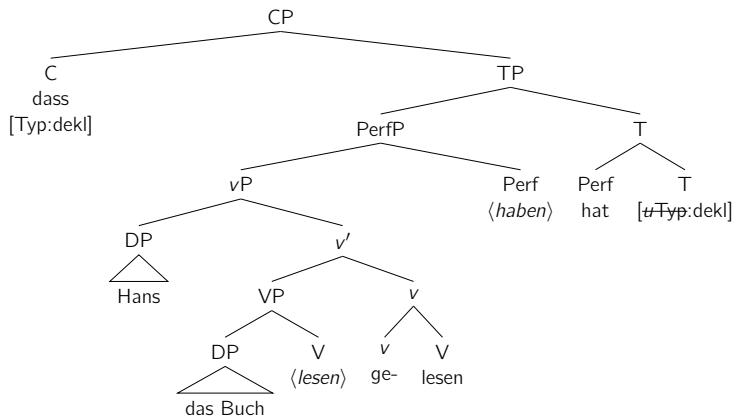 CP
C TP
dass
[Typ:dekl] PerfP T
vP Perf Perf T
⟨haben⟩ hat [uTyp:dekl]
DP v′
Hans VP v
DP V v V
⟨lesen⟩ ge- lesen
das Buch